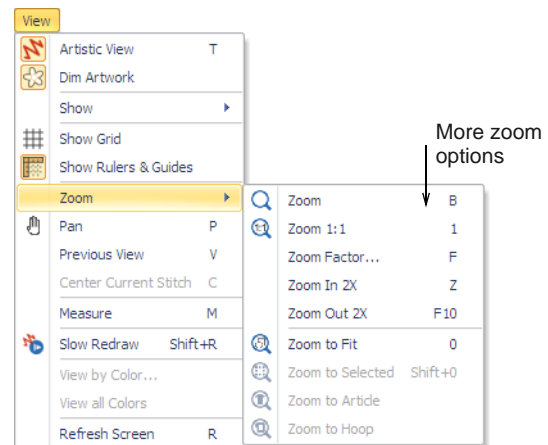 View
Artistic View T
Dim Artwork
Show
Show Grid
Show Rulers & Guides
Zoom
Pan P
Previous View V
Center Current Stitch C
Measure M
Slow Redraw Shift+R
View by Color...
View all Colors
Refresh Screen R
More zoom
options
Zoom B
1:1
Zoom 1:1 1
Zoom Factor... F
Zoom In 2X Z
Zoom Out 2X F10
Zoom to Fit 0
Zoom to Selected Shift+0
Zoom to Article
Zoom to Hoop